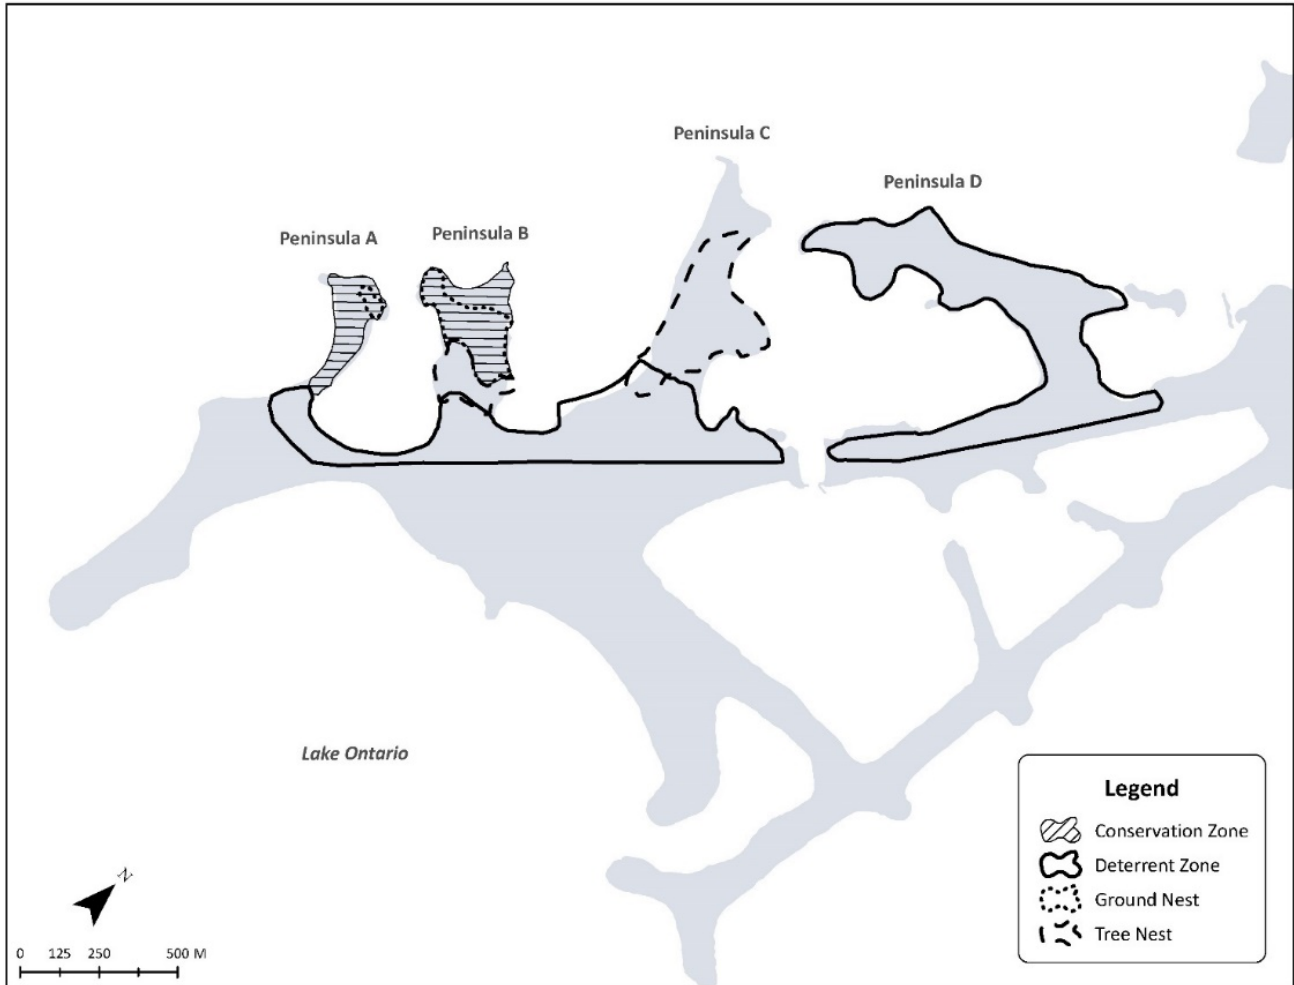 Peninsula C
Peninsula D
Peninsula A
Peninsula B
Lake Ontario
Legend
Conservation Zone
Deterrent Zone
Ground Nest
Tree Nest
N
0 125 250 500 M